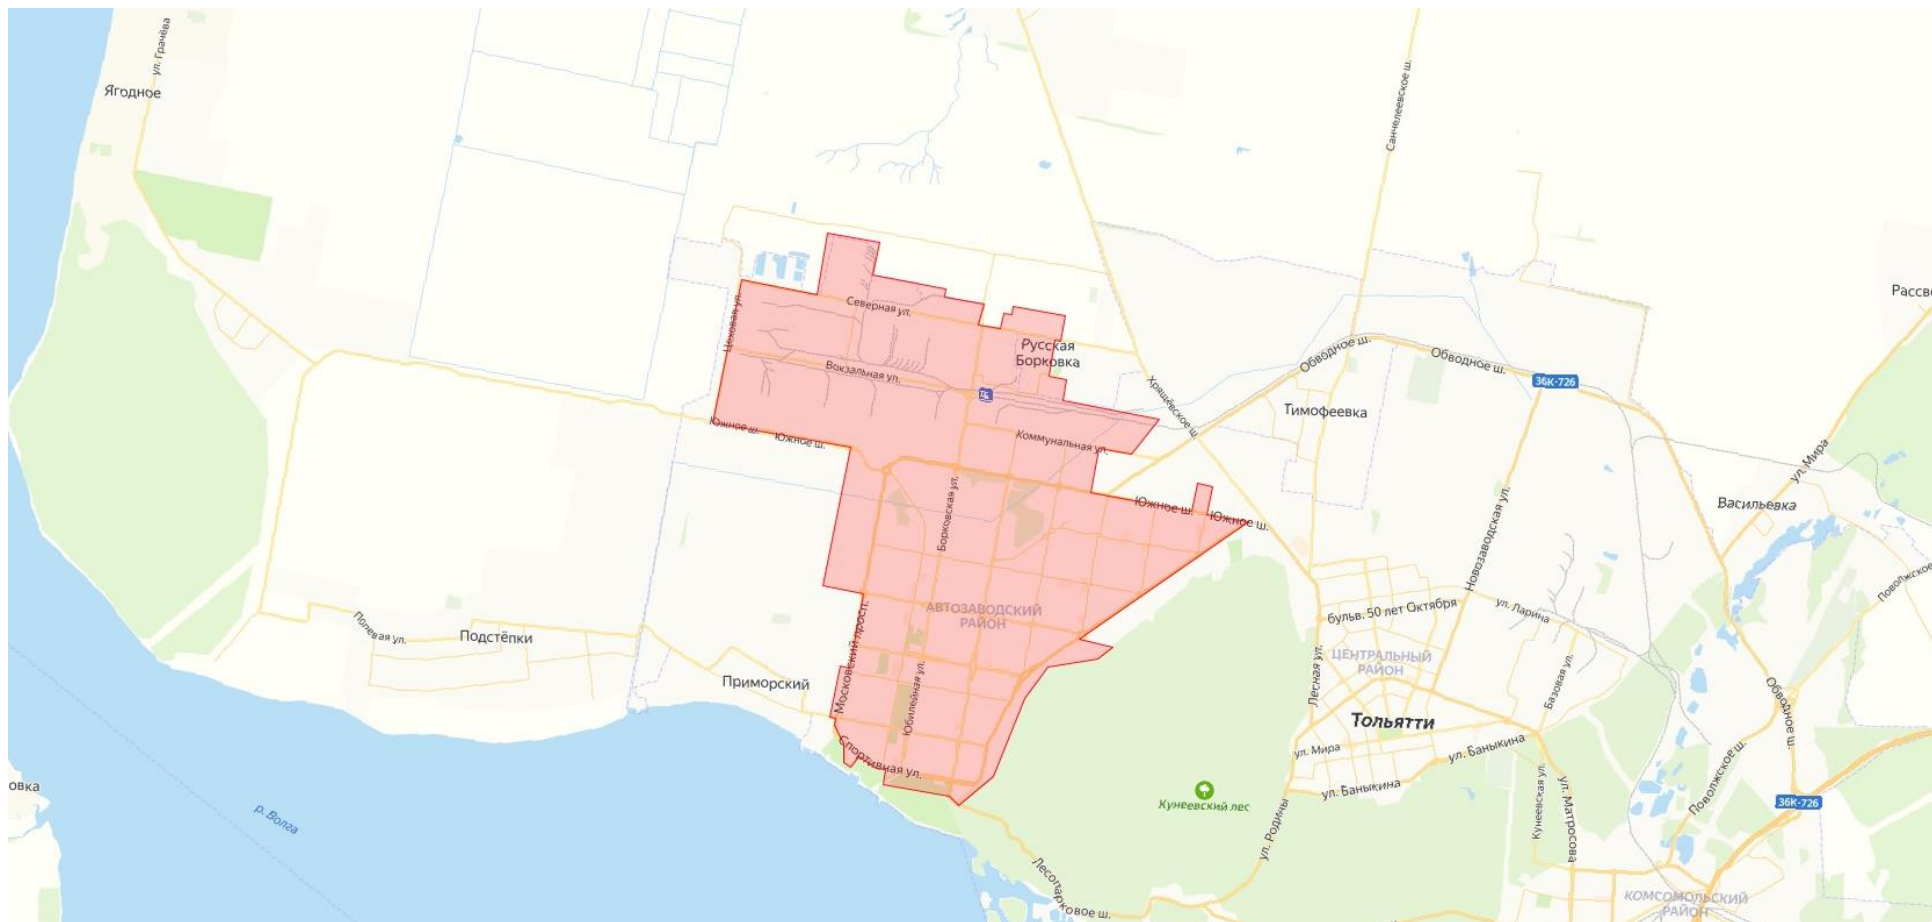 ул. Грачёва
Ягодное
Санчелеевское ш.
Северная ул.
Цеховая ул.
Русская
Борковка
Вокзальная ул.
Обводное ш.
Обводное ш.
36К-726
Хрящёвское ш.
Тимофеевка
Южное ш.
Южное ш.
Коммунальная ул.
ул. Мира
Васильевка
Южное ш.
Южное ш.
Борковская ул.
Новозаводская ул.
Поволжское
АВТОЗАВОДСКИЙ
РАЙОН
бульв. 50 лет Октября
ул. Ларина
Полевая ул.
Подстёпки
Московский просп.
ЦЕНТРАЛЬНЫЙ
РАЙОН
Лесная ул.
Базовая ул.
Приморский
Юбилейная ул.
Обводное ш.
Тольятти
Спортивная ул.
ул. Мира
ул. Баныкина
ул. Баныкина
Кунеевский лес
Кунеевская ул.
ул. Матросова
Поволжское ш.
36К-726
овка
р. Волга
ул. Родины
Лесопарковое ш.
КОМСОМОЛЬСКИЙ
РАЙОН